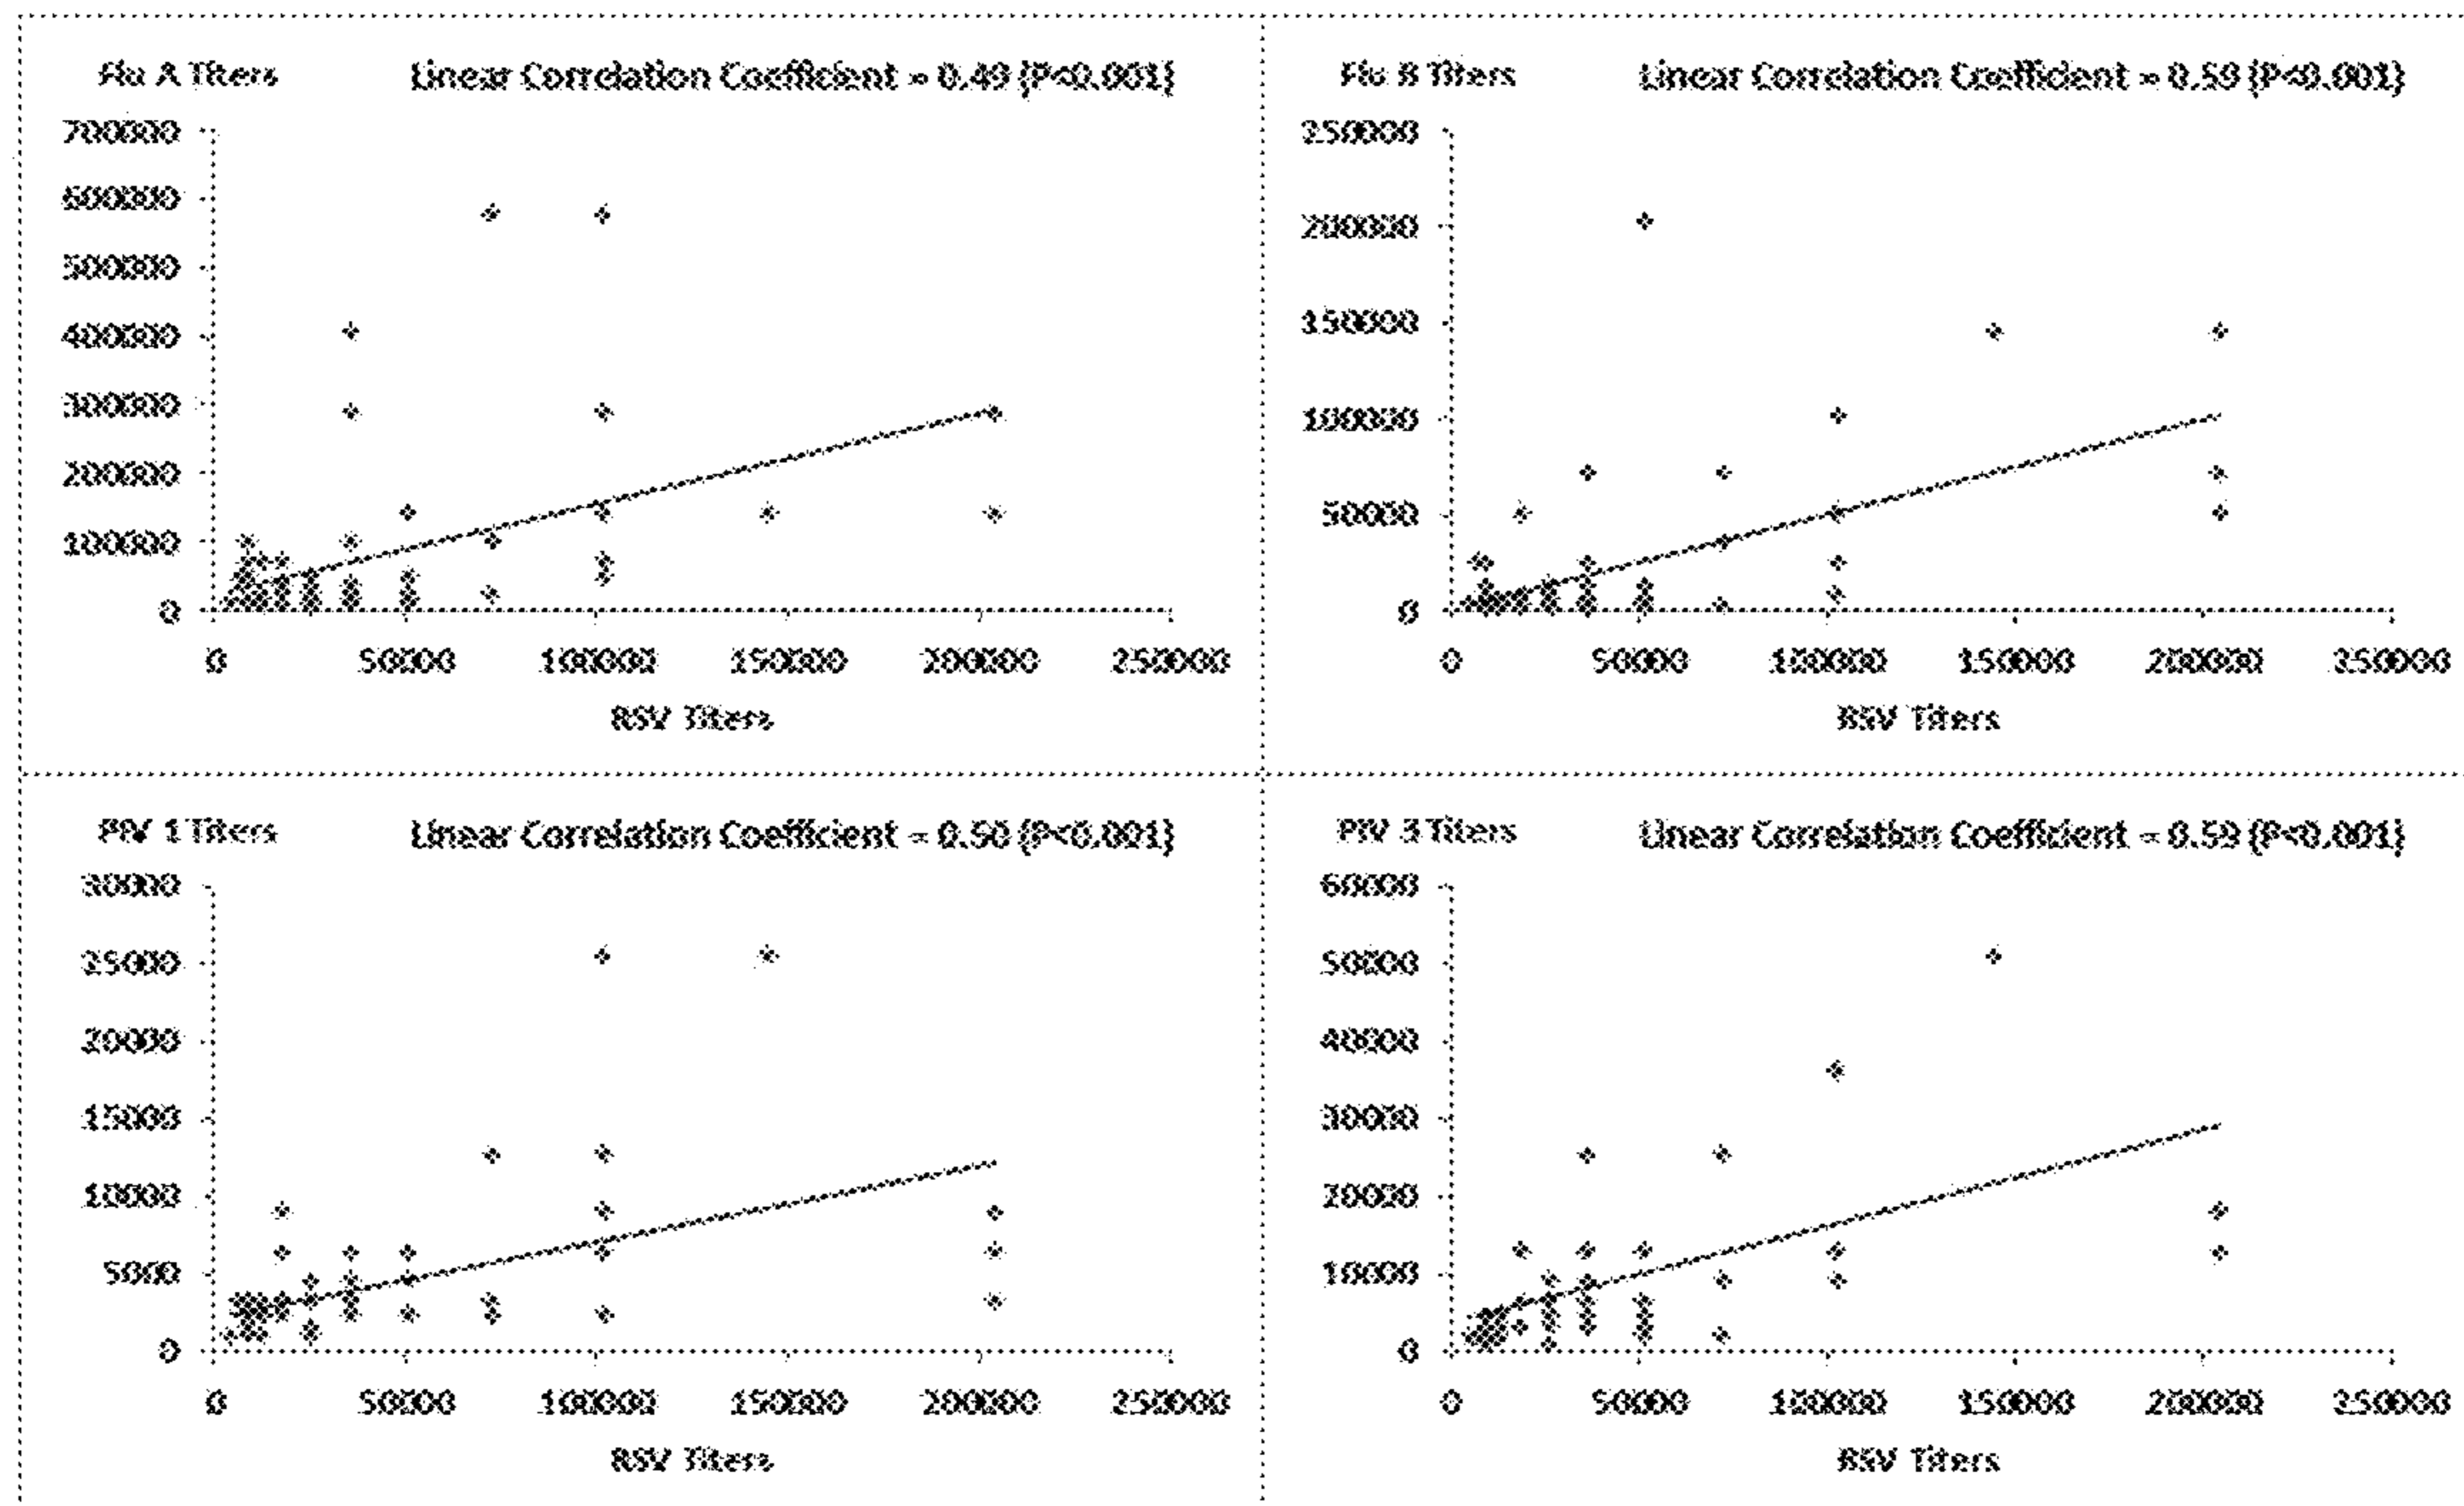 Flu A Titers Linear Correlation Coefficient = 0.49 (P<0.001)
700000
600000
500000
400000
300000
200000
100000
0
0 50000 100000 150000 200000 250000
RSV Titers
Flu B Titers Linear Correlation Coefficient = 0.59 (P<0.001)
250000
200000
150000
100000
50000
0
0 50000 100000 150000 200000 250000
RSV Titers
PIV 1 Titers Linear Correlation Coefficient = 0.50 (P<0.001)
30000
25000
20000
15000
10000
5000
0
0 50000 100000 150000 200000 250000
RSV Titers
PIV 3 Titers Linear Correlation Coefficient = 0.59 (P<0.001)
60000
50000
40000
30000
20000
10000
0
0 50000 100000 150000 200000 250000
RSV Titers